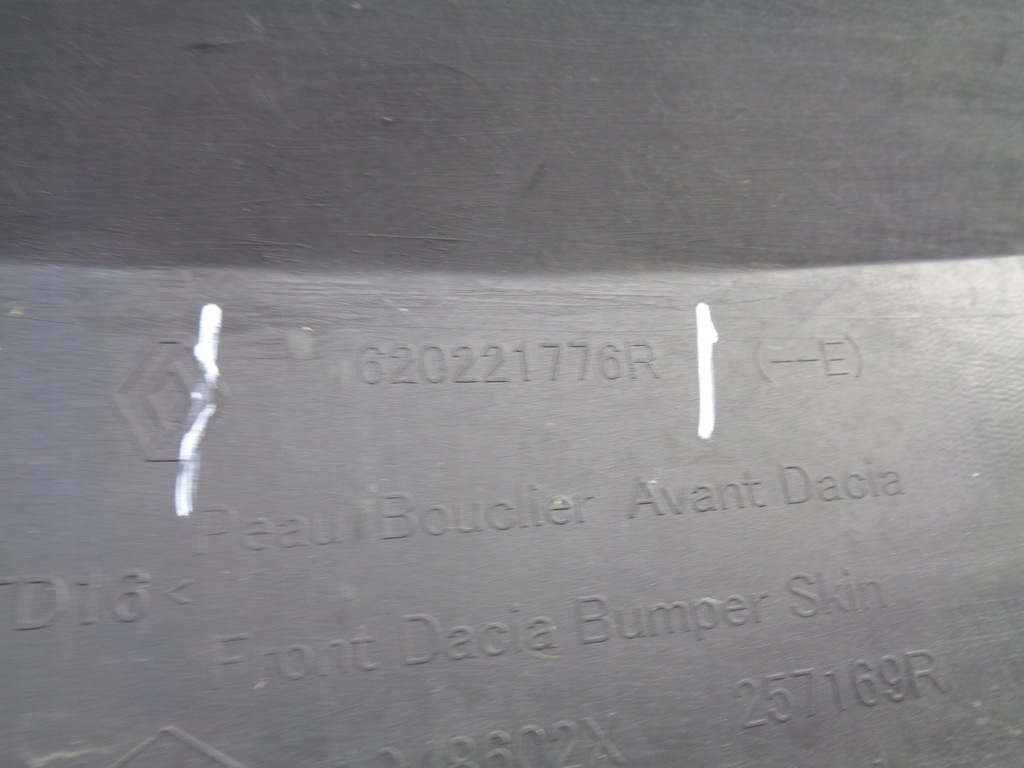 620221776R (--E)
Peau Bouclier Avant Dacia
TD16<
Front Dacia Bumper Skin
257169R